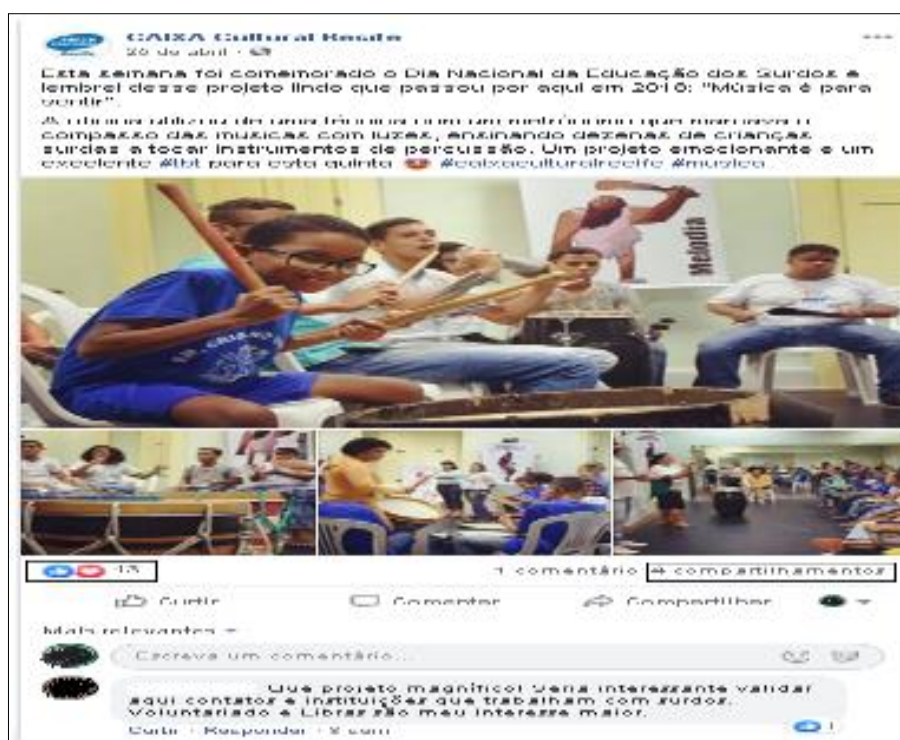 CAIXA Cultural Recife
26 de abril
Esta semana foi comemorado o Dia Nacional da Educação dos Surdos e
lembrei desse projeto lindo que passou por aqui em "Música é para
sentir".
compasso das músicas com luzes, ensinando dezenas de crianças
surdas a tocar instrumentos de percussão. Um projeto emocionante e um
excelente #tbt para esta quinta #caixaculturalrecife #musica
Melodia
1 comentário 4 compartilhamentos
Curtir Comentar Compartilhar
Mais relevantes
Escreva um comentário...
Que projeto magnífico! Seria interessante validar
aqui contatos e instituições que trabalham com surdos.
Voluntariado e Libras são meu interesse maior.
Curtir · Responder
1